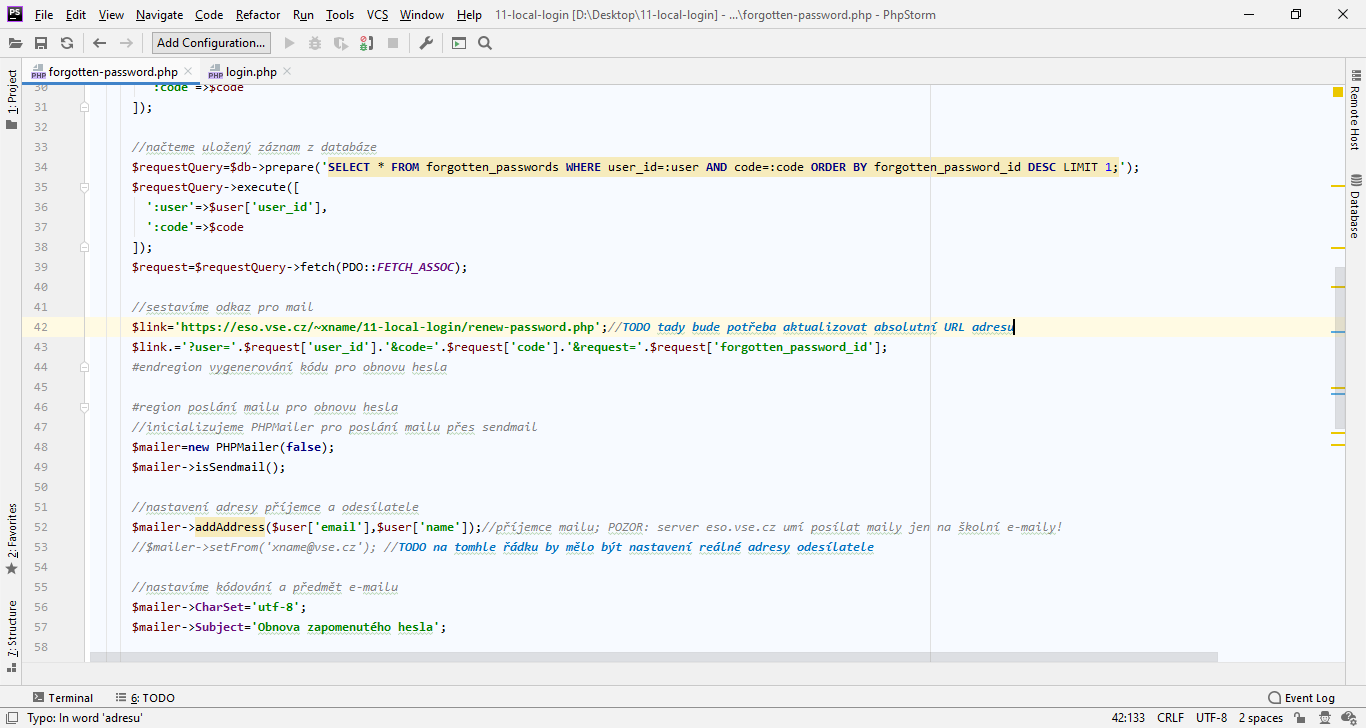 File Edit View Navigate Code Refactor Run Tools VCS Window Help 11-local-login [D:\Desktop\11-local-login] - ...\forgotten-password.php - PhpStorm
Add Configuration...
forgotten-password.php login.php
1: Project
Remote Host
Database
2: Favorites
7: Structure
30 ':code'=>$code
31 ]);
32
33 //načteme uložený záznam z databáze
34 $requestQuery=$db->prepare('SELECT * FROM forgotten_passwords WHERE user_id=:user AND code=:code ORDER BY forgotten_password_id DESC LIMIT 1;');
35 $requestQuery->execute([
36 ':user'=>$user['user_id'],
37 ':code'=>$code
38 ]);
39 $request=$requestQuery->fetch(PDO::FETCH_ASSOC);
40
41 //sestavíme odkaz pro mail
42 $link='https://eso.vse.cz/~xname/11-local-login/renew-password.php';//TODO tady bude potřeba aktualizovat absolutní URL adresu
43 $link.='?user='.$request['user_id'].'&code='.$request['code'].'&request='.$request['forgotten_password_id'];
44 #endregion vygenerování kódu pro obnovu hesla
45
46 #region poslání mailu pro obnovu hesla
47 //inicializujeme PHPMailer pro poslání mailu přes sendmail
48 $mailer=new PHPMailer(false);
49 $mailer->isSendmail();
50
51 //nastavení adresy příjemce a odesílatele
52 $mailer->addAddress($user['email'],$user['name']);//příjemce mailu; POZOR: server eso.vse.cz umí posílat maily jen na školní e-maily!
53 //$mailer->setFrom('xname@vse.cz'); //TODO na tomhle řádku by mělo být nastavení reálné adresy odesílatele
54
55 //nastavíme kódování a předmět e-mailu
56 $mailer->CharSet='utf-8';
57 $mailer->Subject='Obnova zapomenutého hesla';
58
Terminal 6: TODO Event Log
Typo: In word 'adresu' 42:133 CRLF UTF-8 2 spaces